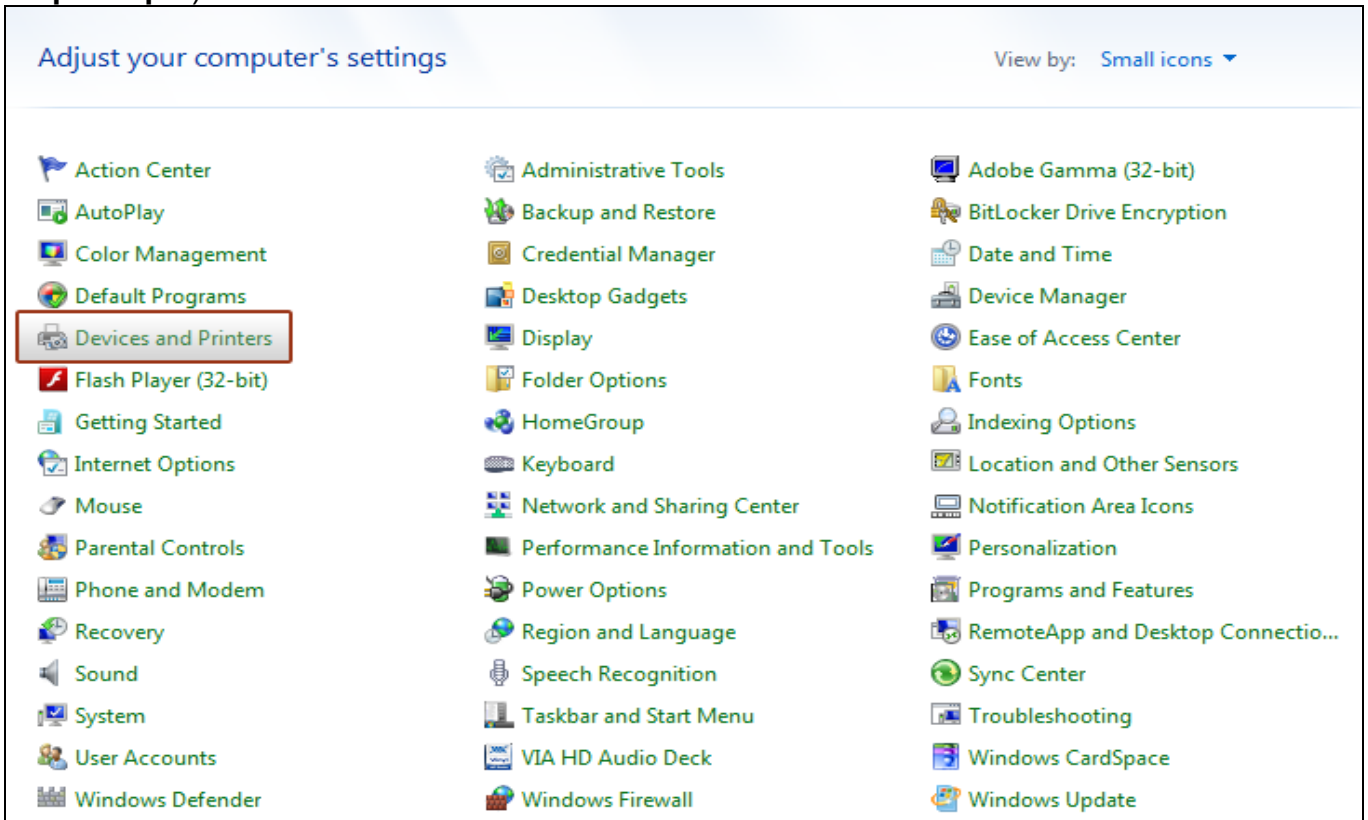 Adjust your computer's settings
View by: Small icons
Action Center
Administrative Tools
Adobe Gamma (32-bit)
AutoPlay
Backup and Restore
BitLocker Drive Encryption
Color Management
Credential Manager
Date and Time
Default Programs
Desktop Gadgets
Device Manager
Devices and Printers
Display
Ease of Access Center
Flash Player (32-bit)
Folder Options
Fonts
Getting Started
HomeGroup
Indexing Options
Internet Options
Keyboard
Location and Other Sensors
Mouse
Network and Sharing Center
Notification Area Icons
Parental Controls
Performance Information and Tools
Personalization
Phone and Modem
Power Options
Programs and Features
Recovery
Region and Language
RemoteApp and Desktop Connectio...
Sound
Speech Recognition
Sync Center
System
Taskbar and Start Menu
Troubleshooting
User Accounts
VIA HD Audio Deck
Windows CardSpace
Windows Defender
Windows Firewall
Windows Update